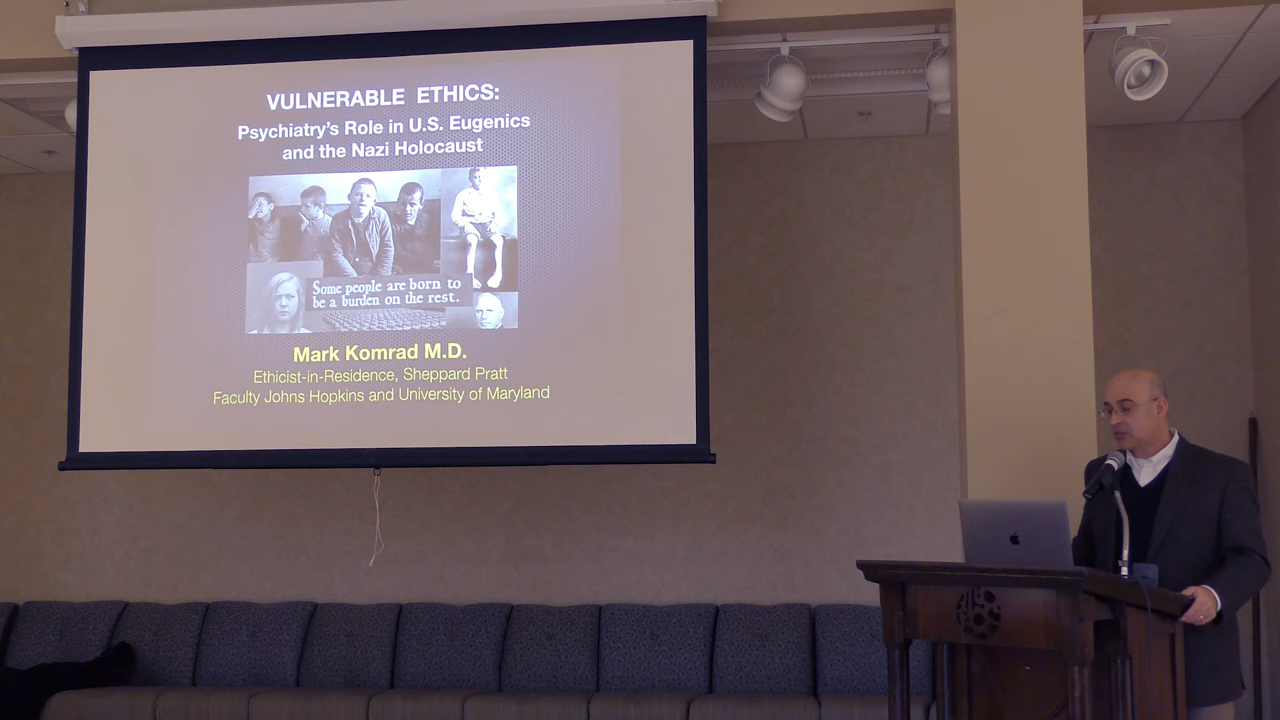 VULNERABLE ETHICS:
Psychiatry's Role in U.S. Eugenics
and the Nazi Holocaust
Some people are born to
be a burden on the rest.
Mark Komrad M.D.
Ethicist-in-Residence, Sheppard Pratt
Faculty Johns Hopkins and University of Maryland